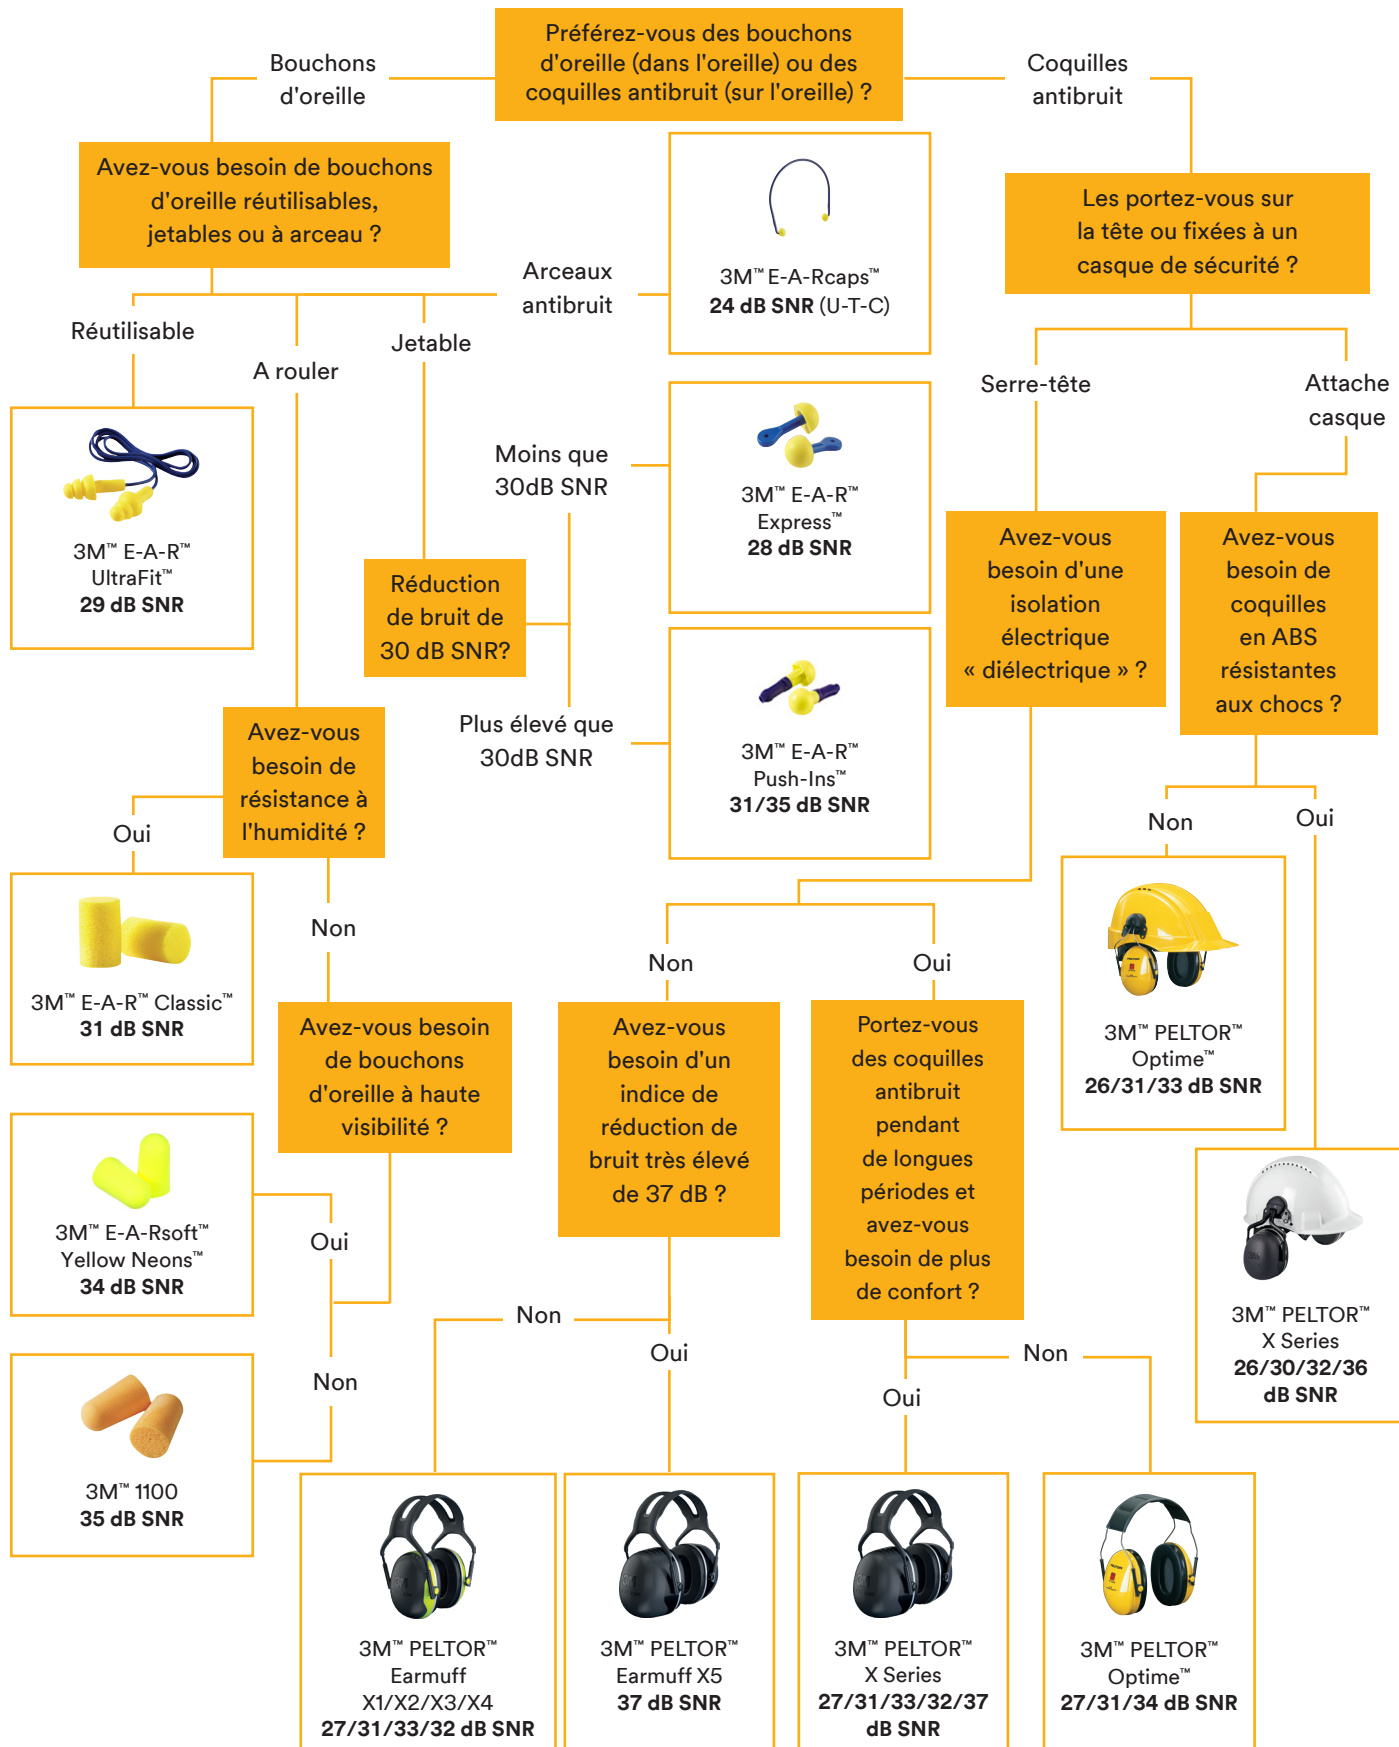 Préférez-vous des bouchons
d'oreille (dans l'oreille) ou des
coquilles antibruit (sur l'oreille) ?
Bouchons
d'oreille
Coquilles
antibruit
Avez-vous besoin de bouchons
d'oreille réutilisables,
jetables ou à arceau ?
Les portez-vous sur
la tête ou fixées à un
casque de sécurité ?
Arceaux
antibruit
3M™ E-A-Rcaps™
24 dB SNR (U-T-C)
Réutilisable
A rouler
Jetable
Serre-tête
Attache
casque
3M™ E-A-R™
UltraFit™
29 dB SNR
Moins que
30dB SNR
3M™ E-A-R™
Express™
28 dB SNR
Réduction
de bruit de
30 dB SNR?
Plus élevé que
30dB SNR
3M™ E-A-R™
Push-Ins™
31/35 dB SNR
Avez-vous
besoin d'une
isolation
électrique
« diélectrique » ?
Avez-vous
besoin de
coquilles
en ABS
résistantes
aux chocs ?
Avez-vous
besoin de
résistance à
l'humidité ?
Oui
Non
3M™ E-A-R™ Classic™
31 dB SNR
Avez-vous besoin
de bouchons
d'oreille à haute
visibilité ?
3M™ E-A-Rsoft™
Yellow Neons™
34 dB SNR
Oui
Non
3M™ 1100
35 dB SNR
Non
Oui
Avez-vous
besoin d'un
indice de
réduction de
bruit très élevé
de 37 dB ?
Portez-vous
des coquilles
antibruit
pendant
de longues
périodes et
avez-vous
besoin de plus
de confort ?
Non
Oui
3M™ PELTOR™
Optime™
26/31/33 dB SNR
3M™ PELTOR™
X Series
26/30/32/36
dB SNR
Non
Oui
Oui
Non
3M™ PELTOR™
Earmuff
X1/X2/X3/X4
27/31/33/32 dB SNR
3M™ PELTOR™
Earmuff X5
37 dB SNR
3M™ PELTOR™
X Series
27/31/33/32/37
dB SNR
3M™ PELTOR™
Optime™
27/31/34 dB SNR